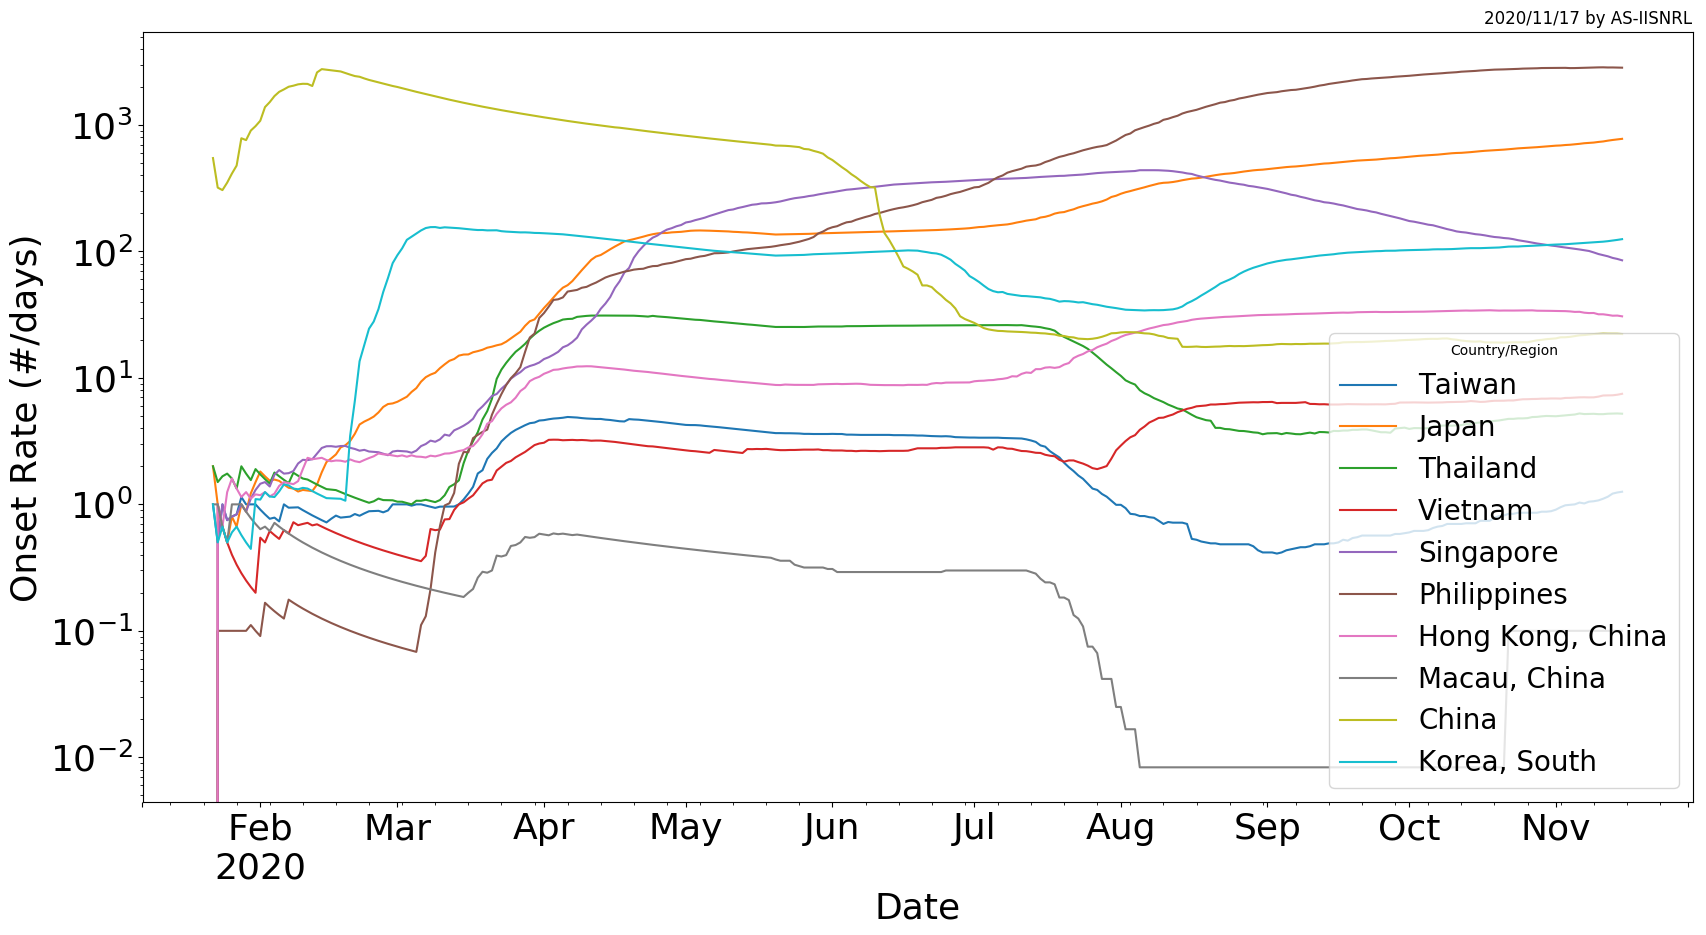 2020/11/17 by AS-IISNRL
Onset Rate (#/days)
10³
10²
10¹
10⁰
10⁻¹
10⁻²
Country/Region
Taiwan
Japan
Thailand
Vietnam
Singapore
Philippines
Hong Kong, China
Macau, China
China
Korea, South
Feb Mar Apr May Jun Jul Aug Sep Oct Nov
2020
Date